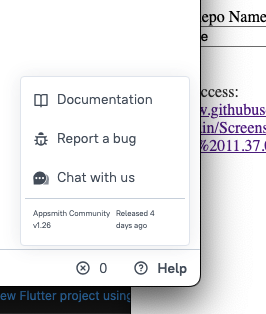 epo Name
e
Documentation
ccess:
Report a bug
v.githubus
in/Screens
%2011.37.0
Chat with us
Appsmith Community Released 4
v1.26 days ago
0 Help
ew Flutter project using